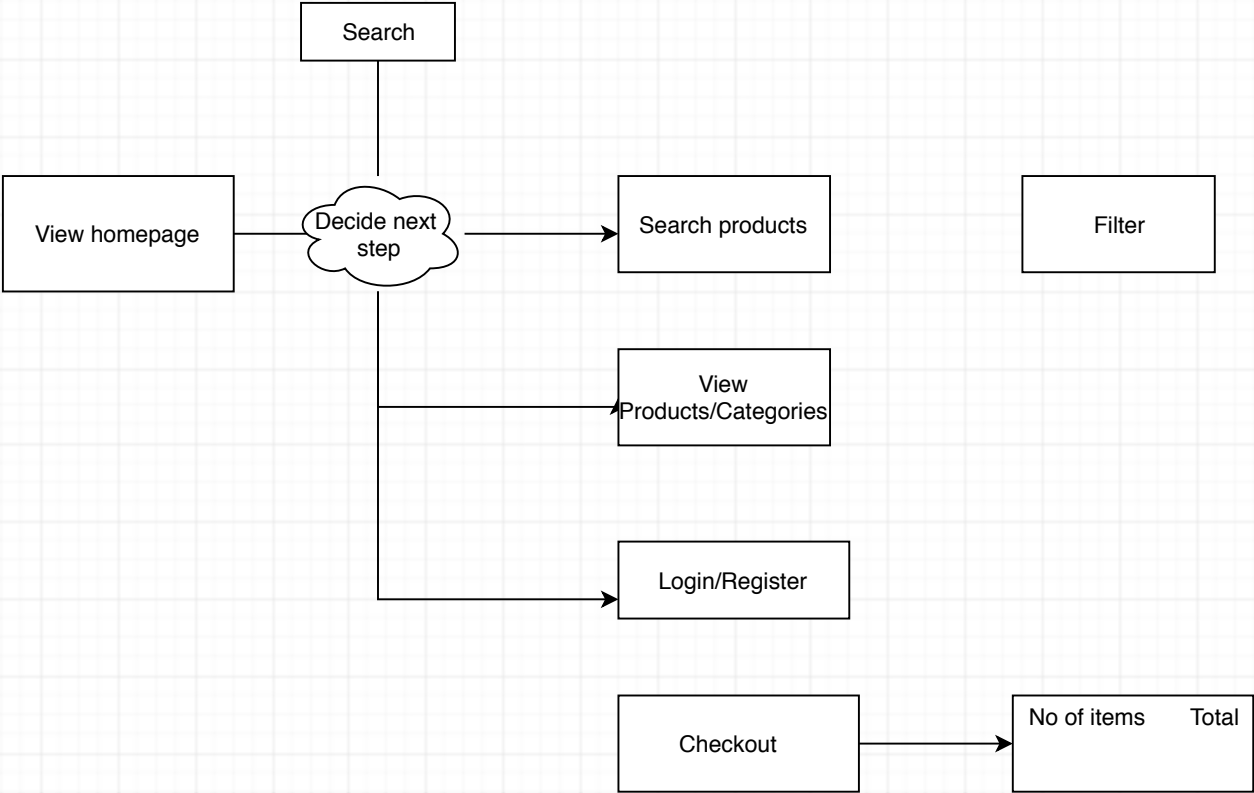 Search
View homepage
Decide next
step
Search products
Filter
View
Products/Categories
Login/Register
Checkout
No of items
Total